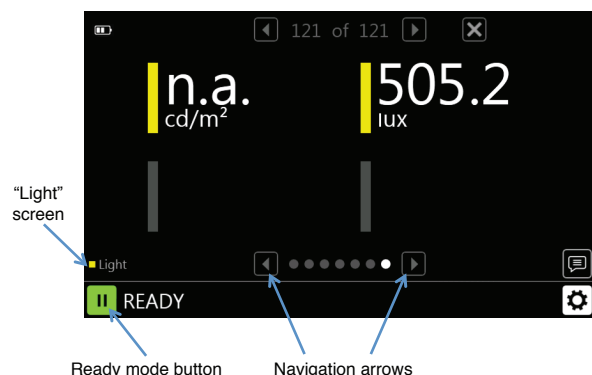 121 of 121
n.a.
cd/m²
505.2
lux
“Light”
screen
Light
READY
Ready mode button
Navigation arrows